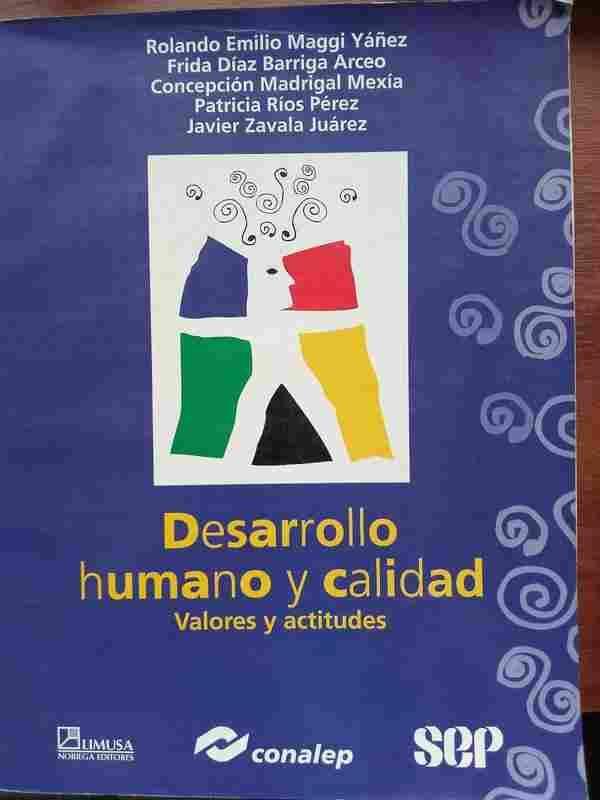 Rolando Emilio Maggi Yáñez
Frida Díaz Barriga Arceo
Concepción Madrigal Mexía
Patricia Ríos Pérez
Javier Zavala Juárez
Desarrollo
humano y calidad
Valores y actitudes
LIMUSA
NORIEGA EDITORES
conalep
SEP